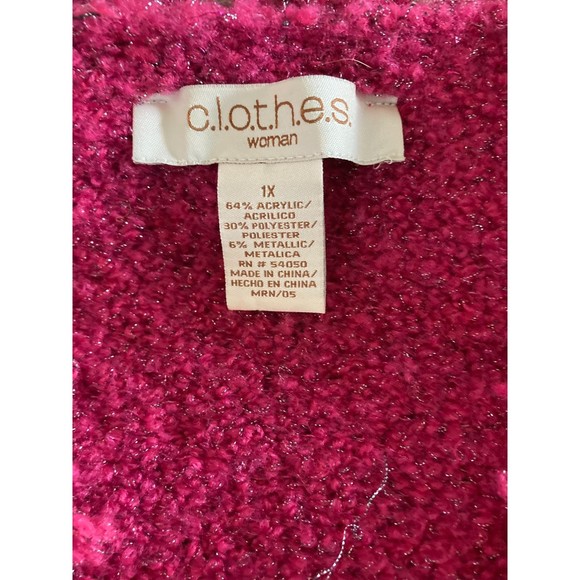 c.l.o.t.h.e.s.
woman
1X
64% ACRYLIC/
ACRILICO
30% POLYESTER/
POLIESTER
6% METALLIC/
METALICA
RN # 54050
MADE IN CHINA/
HECHO EN CHINA
MRN/05